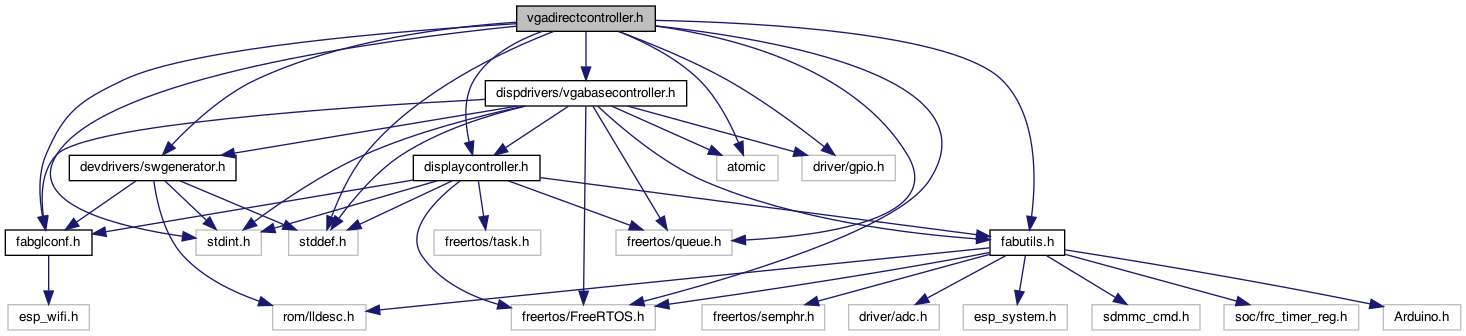 vgadirectcontroller.h
dispdrivers/vgabasecontroller.h
devdrivers/swgenerator.h
displaycontroller.h
atomic
driver/gpio.h
fabglconf.h
stdint.h
stddef.h
freertos/task.h
freertos/queue.h
fabutils.h
esp_wifi.h
rom/lldesc.h
freertos/FreeRTOS.h
freertos/semphr.h
driver/adc.h
esp_system.h
sdmmc_cmd.h
soc/frc_timer_reg.h
Arduino.h